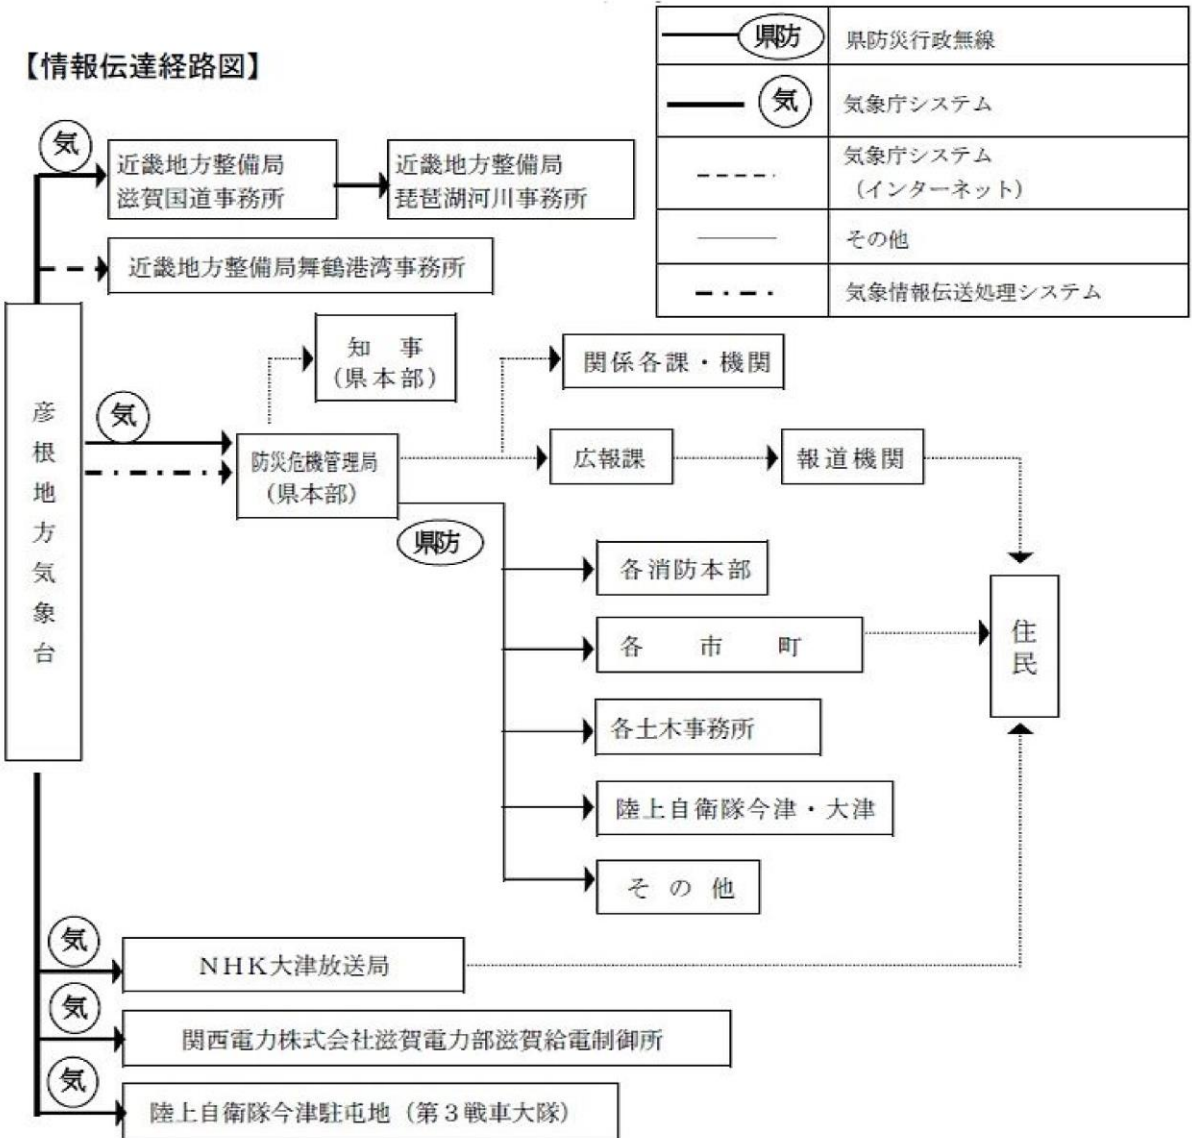 【情報伝達経路図】
県防
県防災行政無線
気
気象庁システム
気象庁システム
（インターネット）
その他
気象情報伝送処理システム
気
近畿地方整備局
滋賀国道事務所
近畿地方整備局
琵琶湖河川事務所
近畿地方整備局舞鶴港湾事務所
彦根地方気象台
気
知　事
（県本部）
関係各課・機関
防災危機管理局
（県本部）
広報課
報道機関
県防
各消防本部
各　市　町
住民
各土木事務所
陸上自衛隊今津・大津
そ の 他
気
ＮＨＫ大津放送局
気
関西電力株式会社滋賀電力部滋賀給電制御所
気
陸上自衛隊今津駐屯地（第３戦車大隊）